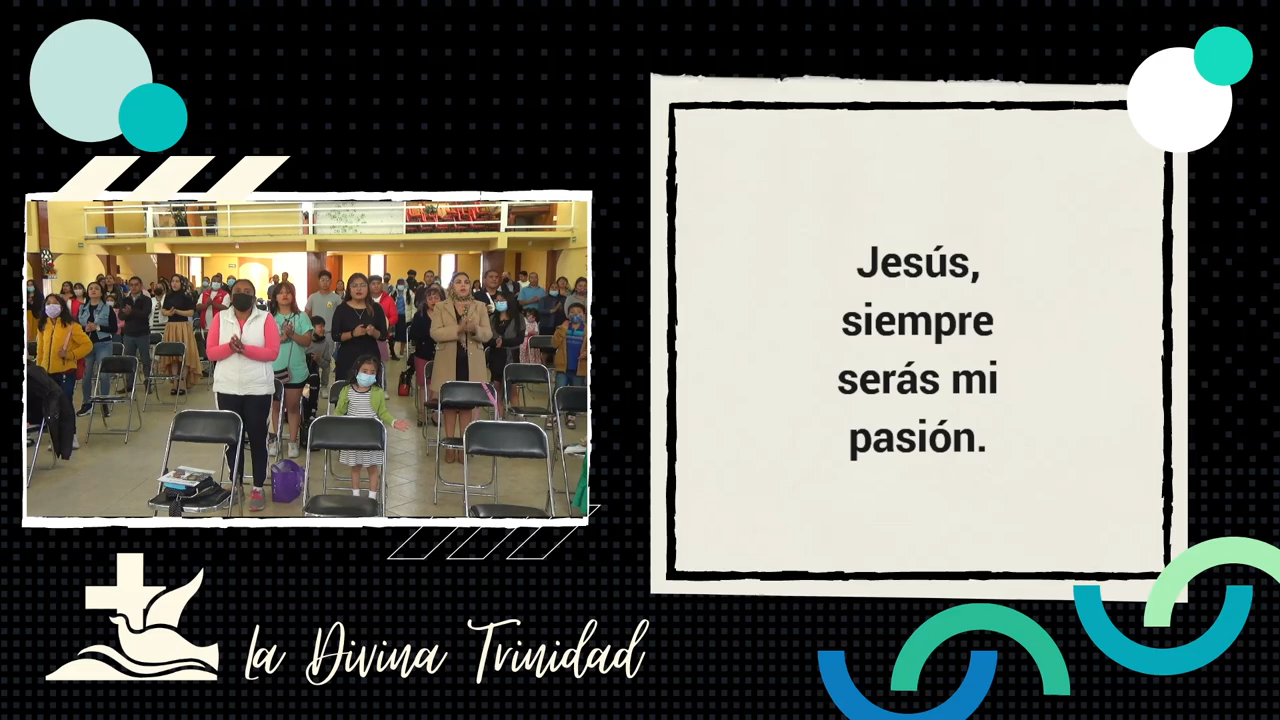 Jesús,
siempre
serás mi
pasión.
La Divina Trinidad